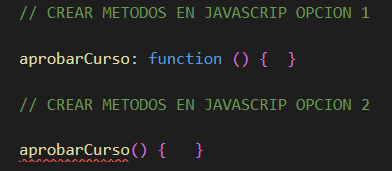 // CREAR METODOS EN JAVASCRIP OPCION 1
aprobarCurso: function () {  }
// CREAR METODOS EN JAVASCRIP OPCION 2
aprobarCurso() {   }